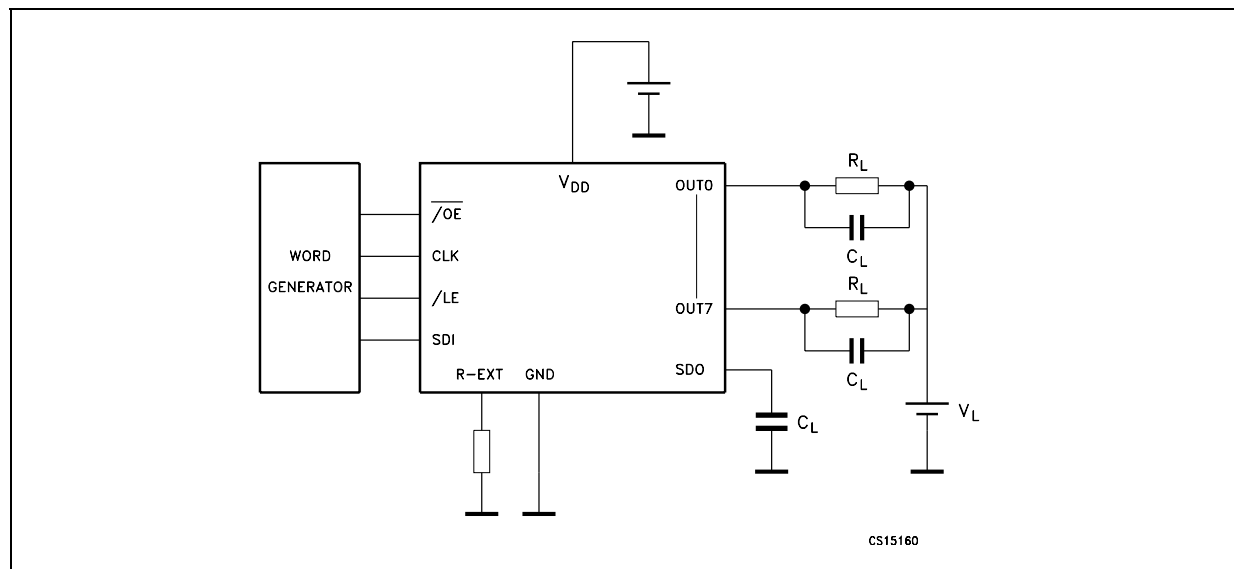 V_DD
OUT0
R_L
C_L
/OE
WORD
GENERATOR
CLK
/LE
SDI
OUT7
R_L
C_L
R-EXT
GND
SDO
C_L
V_L
CS15160